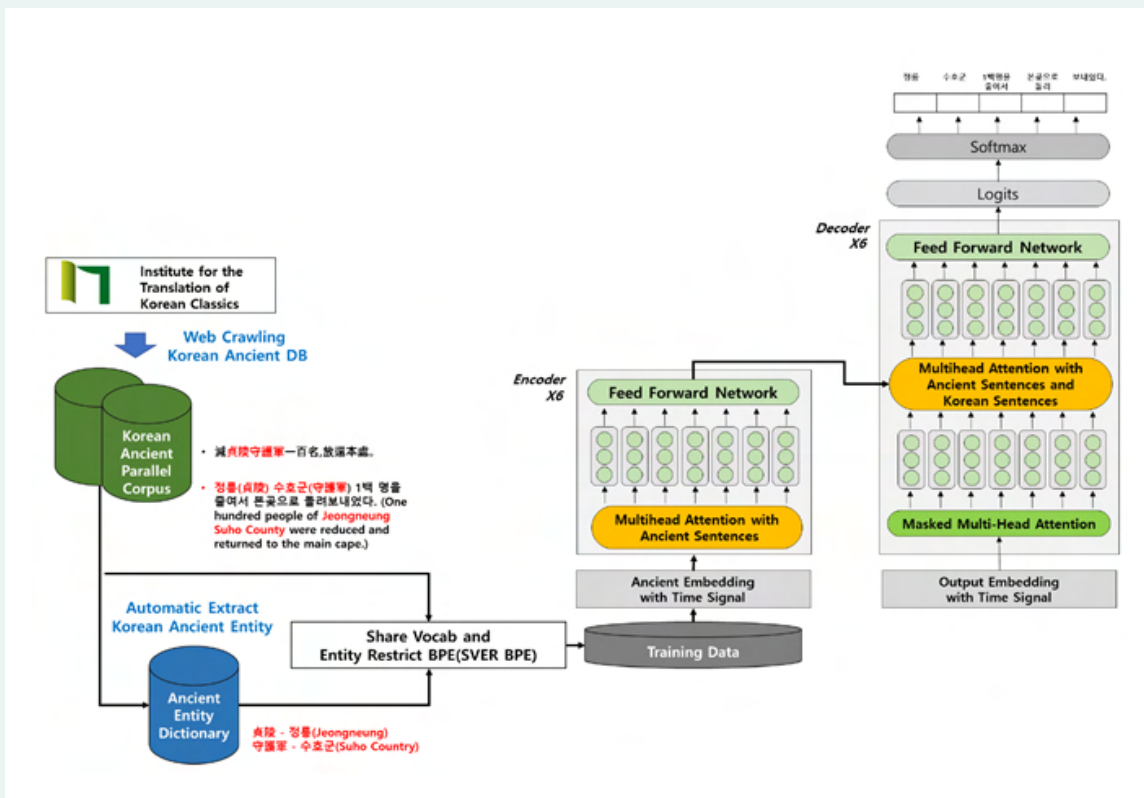 정릉
수호군
1백명을
줄여서
본곶으로
돌려
보내었다.
Softmax
Logits
Decoder
X6
Feed Forward Network
Multihead Attention with
Ancient Sentences and
Korean Sentences
Masked Multi-Head Attention
Output Embedding
with Time Signal
Institute for the
Translation of
Korean Classics
Web Crawling
Korean Ancient DB
Korean
Ancient
Parallel
Corpus
• 減貞陵守護軍一百名,放還本處。
• 정릉(貞陵) 수호군(守護軍) 1백 명을
줄여서 본곶으로 돌려보내었다. (One
hundred people of Jeongneung
Suho County were reduced and
returned to the main cape.)
Encoder
X6
Feed Forward Network
Multihead Attention with
Ancient Sentences
Ancient Embedding
with Time Signal
Automatic Extract
Korean Ancient Entity
Share Vocab and
Entity Restrict BPE(SVER BPE)
Training Data
Ancient
Entity
Dictionary
貞陵 - 정릉(Jeongneung)
守護軍 - 수호군(Suho Country)